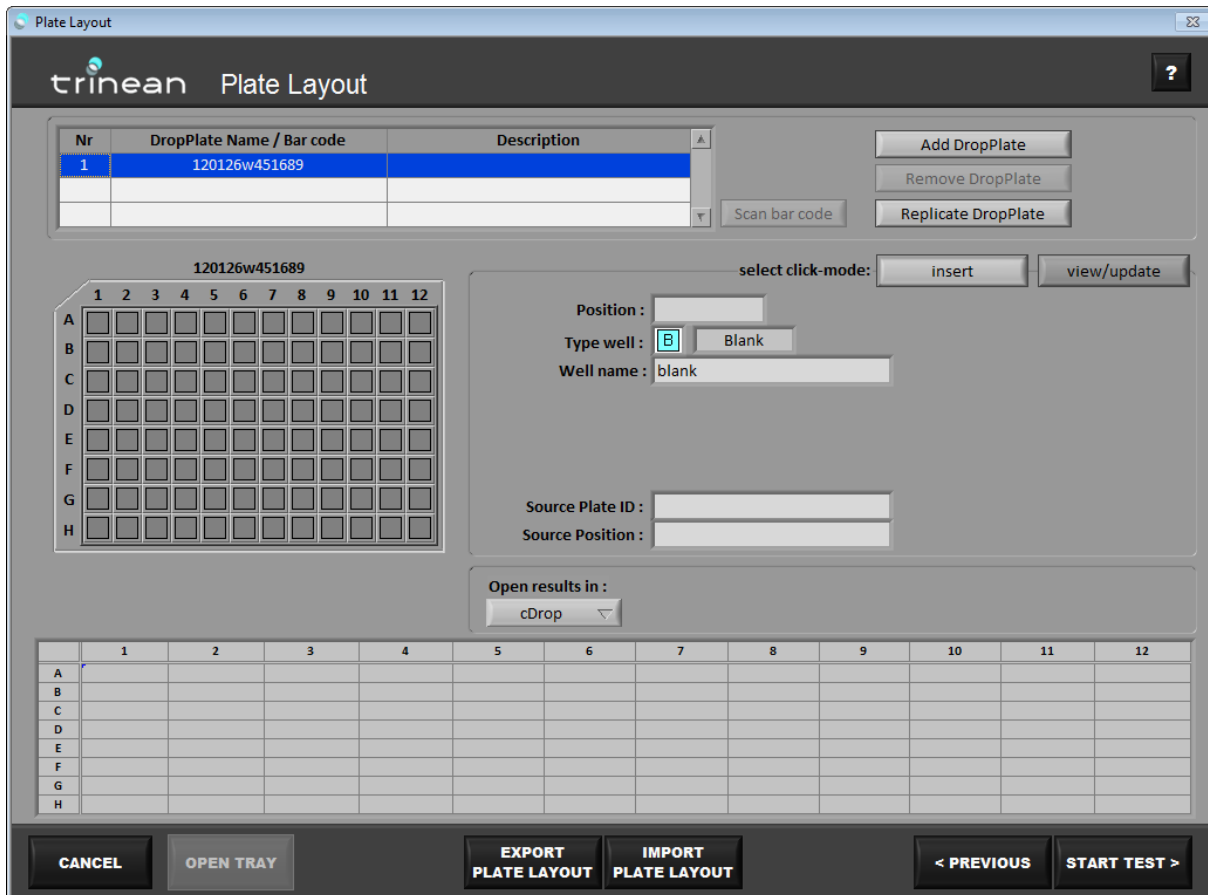 Plate Layout
trinean Plate Layout ?
Nr DropPlate Name / Bar code Description
1 120126w451689
Add DropPlate
Remove DropPlate
Scan bar code
Replicate DropPlate
120126w451689
1 2 3 4 5 6 7 8 9 10 11 12
A
B
C
D
E
F
G
H
select click-mode: insert view/update
Position :
Type well : B Blank
Well name : blank
Source Plate ID :
Source Position :
Open results in :
cDrop
1 2 3 4 5 6 7 8 9 10 11 12
A
B
C
D
E
F
G
H
CANCEL
OPEN TRAY
EXPORT
PLATE LAYOUT
IMPORT
PLATE LAYOUT
< PREVIOUS
START TEST >